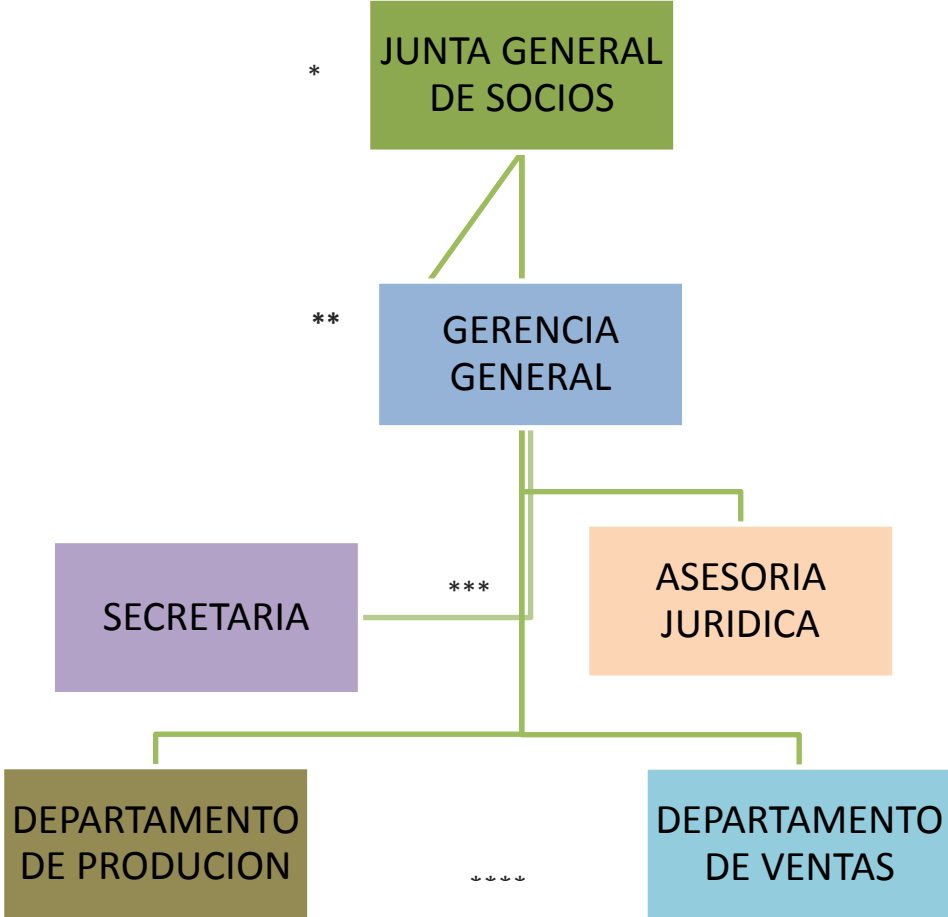 *
JUNTA GENERAL
DE SOCIOS
**
GERENCIA
GENERAL
SECRETARIA
***
ASESORIA
JURIDICA
DEPARTAMENTO
DE PRODUCION
****
DEPARTAMENTO
DE VENTAS